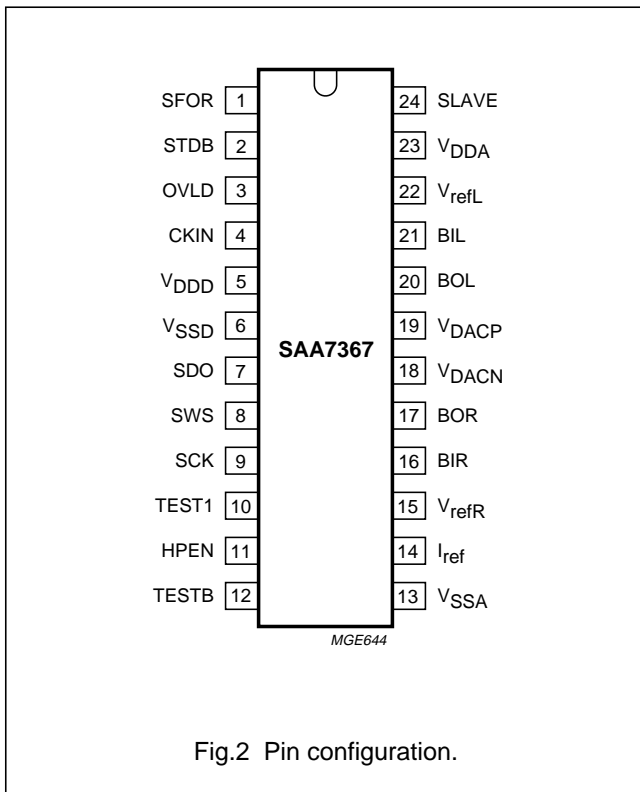 SFOR 1 24 SLAVE
STDB 2 23 VDDA
OVLD 3 22 VrefL
CKIN 4 21 BIL
VDDD 5 20 BOL
VSSD 6 19 VDACP
SAA7367
SDO 7 18 VDACN
SWS 8 17 BOR
SCK 9 16 BIR
TEST1 10 15 VrefR
HPEN 11 14 Iref
TESTB 12 13 VSSA
MGE644
Fig.2 Pin configuration.